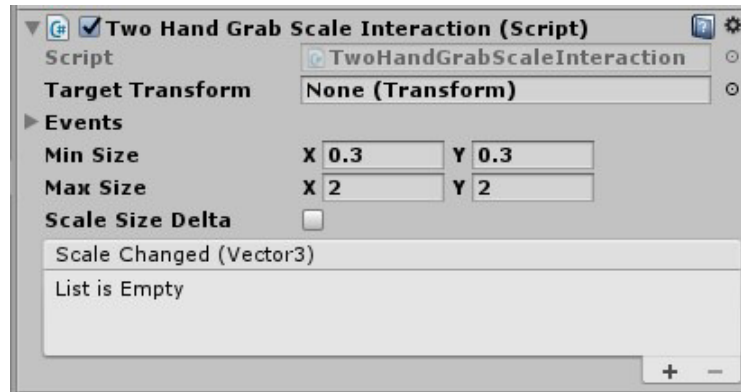 Two Hand Grab Scale Interaction (Script)
Script TwoHandGrabScaleInteraction
Target Transform None (Transform)
Events
Min Size X 0.3 Y 0.3
Max Size X 2 Y 2
Scale Size Delta
Scale Changed (Vector3)
List is Empty
+ −